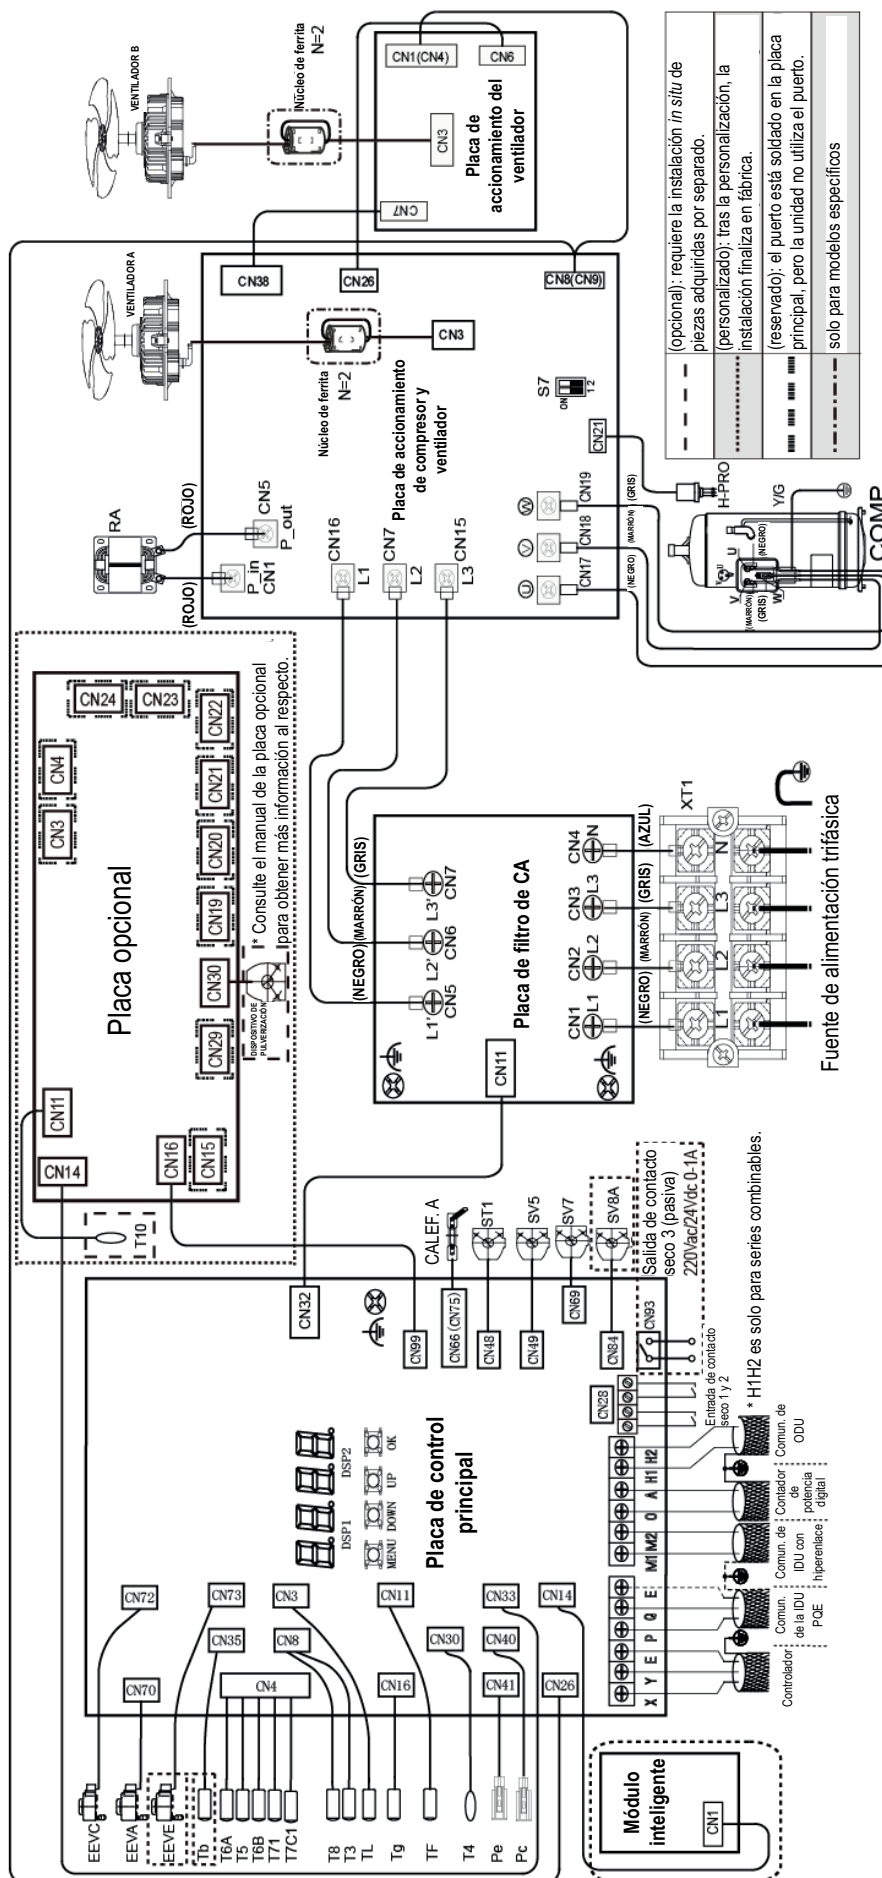 VENTILADOR B
Núcleo de ferrita
N=2
CN1(CN4)
CN6
CN3
Placa de
accionamiento del
ventilador
CN7
VENTILADOR A
CN38
CN26
CN8(CN9)
CN3
Núcleo de ferrita
N=2
Placa de accionamiento
de compresor y
ventilador
S7
ON
1 2
CN21
RA
(ROJO)
(ROJO)
CN5
P_out
P_in
CN1
CN16
L1
CN7
L2
CN15
L3
W
V
U
CN19
CN18
CN17
(GRIS)
(MARRÓN)
(NEGRO)
H-PRO
Y/G
COMP
U
(NEGRO)
V
(MARRÓN)
(GRIS)
W
(opcional): requiere la instalación in situ de
piezas adquiridas por separado.
(personalizado): tras la personalización, la
instalación finaliza en fábrica.
(reservado): el puerto está soldado en la placa
principal, pero la unidad no utiliza el puerto.
solo para modelos específicos
Placa opcional
CN24
CN23
CN4
CN3
CN22
CN21
CN20
CN19
CN30
CN29
CN11
CN14
CN16
CN15
T10
DISPOSITIVO DE
PULVERIZACIÓN
* Consulte el manual de la placa opcional
para obtener más información al respecto.
(NEGRO)
(MARRÓN)
(GRIS)
L1'
CN5
L2'
CN6
L3'
CN7
Placa de filtro de CA
CN11
CN1
L1
CN2
L2
CN3
L3
CN4
N
(NEGRO)
(MARRÓN)
(GRIS)
(AZUL)
XT1
L1
L2
L3
N
Fuente de alimentación trifásica
CN32
CN99
CN66 (CN75)
CALEF. A
CN48
ST1
CN49
SV5
CN69
SV7
CN84
SV8A
CN93
Salida de contacto
seco 3 (pasiva)
220Vac/24Vdc 0-1A
CN28
Entrada de contacto
seco 1 y 2
* H1H2 es solo para series combinables.
DSP1
DSP2
MENU
DOWN
UP
OK
Placa de control
principal
CN72
CN70
CN73
CN35
CN3
CN8
CN4
CN11
CN16
CN30
CN33
CN40
CN41
CN14
CN26
X
Y
E
P
Q
E
M1
M2
O
A
H1
H2
Controlador
Comun.
de la IDU
PQE
Comun. de
IDU con
hiperenlace
Contador
de
potencia
digital
Comun. de
ODU
EEVC
EEVA
EEVE
Tb
T6A
T5
T6B
T71
T7C1
T8
T3
TL
Tg
TF
T4
Pe
Pc
Módulo
inteligente
CN1